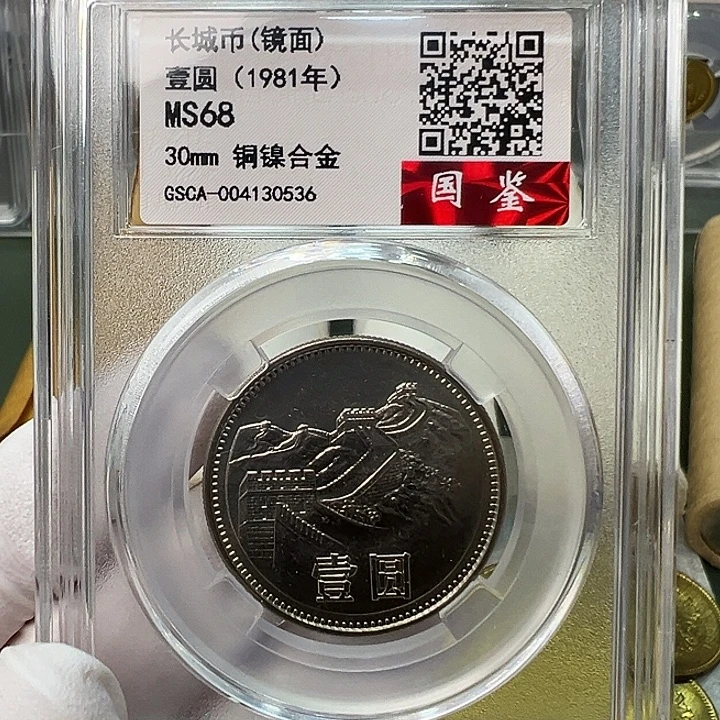 长城币(镜面)
壹圆 (1981年)
MS68
30mm 铜镍合金
GSCA-004130536
国鉴
壹圆